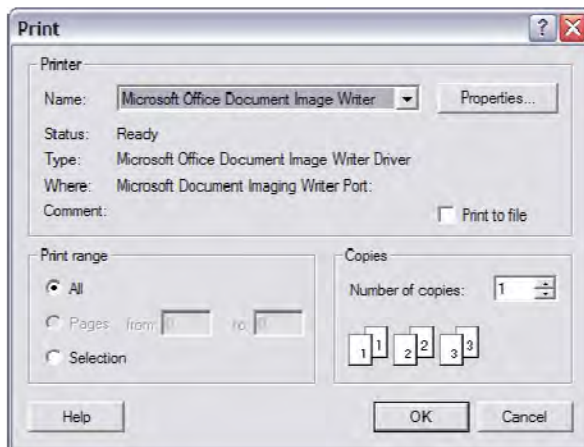 Print
Printer
Name: Microsoft Office Document Image Writer Properties...
Status: Ready
Type: Microsoft Office Document Image Writer Driver
Where: Microsoft Document Imaging Writer Port:
Comment: Print to file
Print range
All
Pages from: 0 to: 0
Selection
Copies
Number of copies: 1
1 1 2 2 3 3
Help OK Cancel